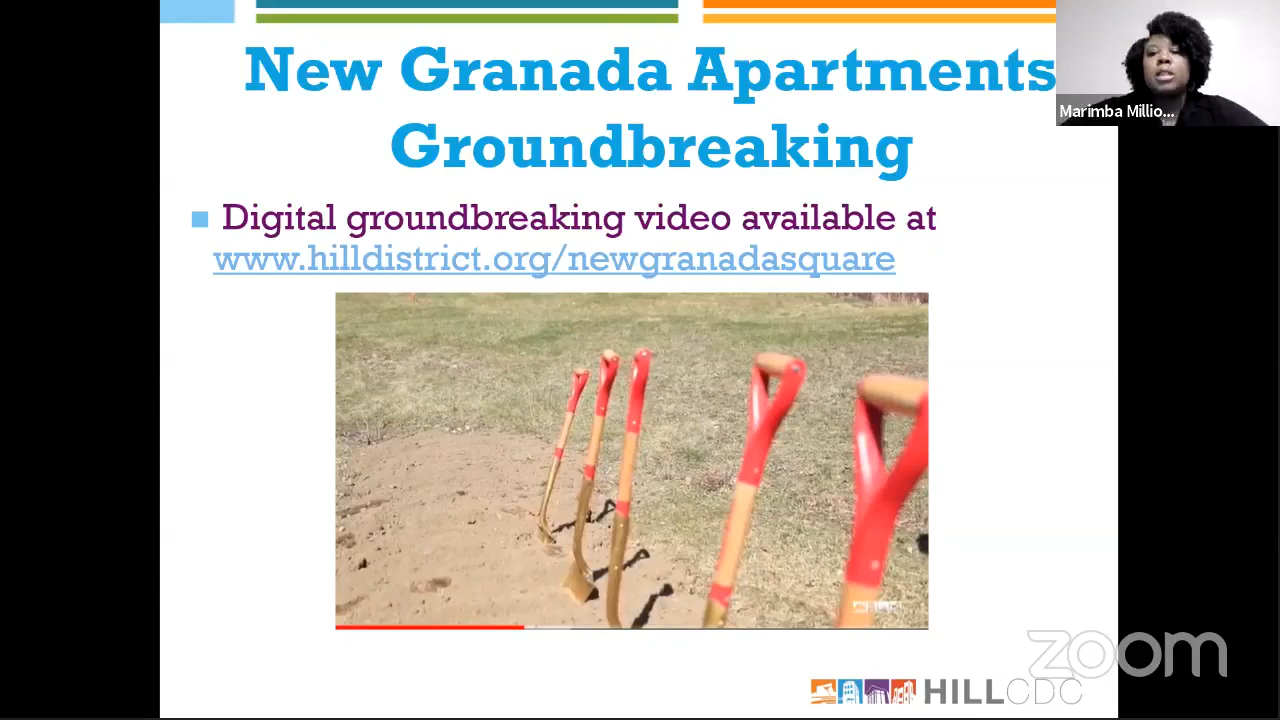 New Granada Apartments
Groundbreaking
Marimba Millio...
Digital groundbreaking video available at
www.hilldistrict.org/newgranadasquare
zoom
HILLCDC